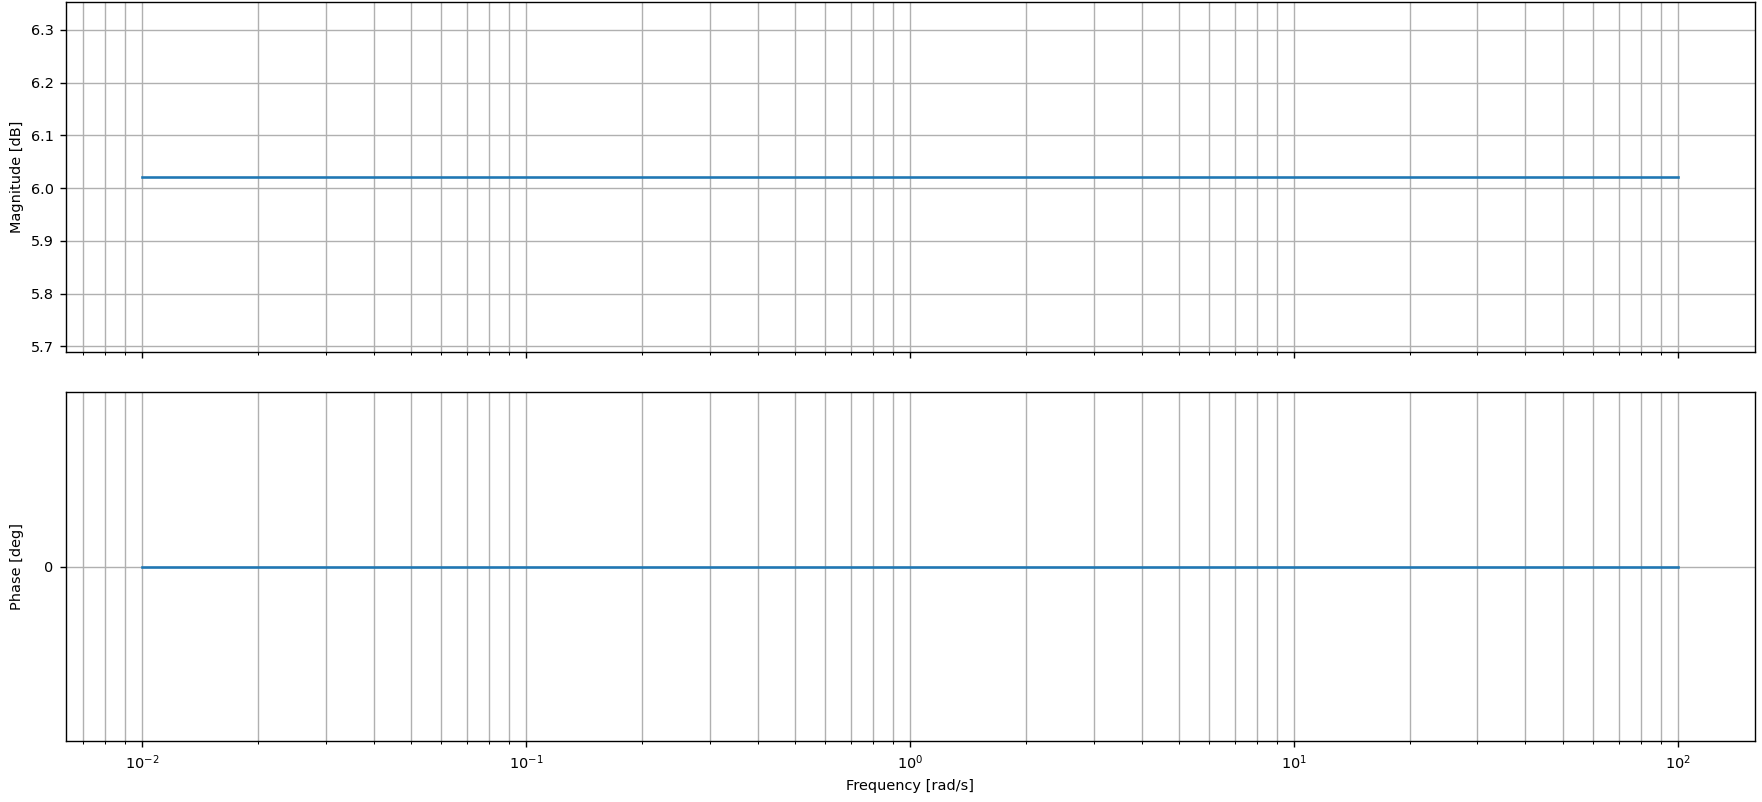 Magnitude [dB]
6.3
6.2
6.1
6.0
5.9
5.8
5.7
Phase [deg]
0
10⁻² 10⁻¹ 10⁰ 10¹ 10²
Frequency [rad/s]